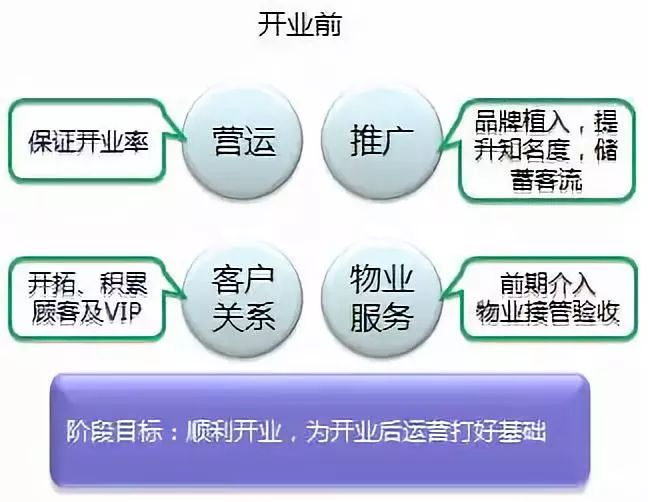 开业前
保证开业率
营运
推广
品牌植入，提
升知名度，储
蓄客流
开拓、积累
顾客及VIP
客户
关系
物业
服务
前期介入
物业接管验收
阶段目标：顺利开业，为开业后运营打好基础